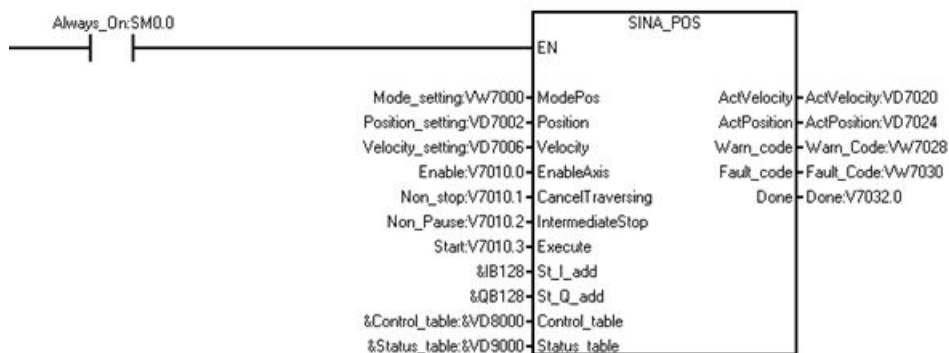 Always_On:SM0.0
SINA_POS
EN
Mode_setting:VW7000 ModePos ActVelocity ActVelocity:VD7020
Position_setting:VD7002 Position ActPosition ActPosition:VD7024
Velocity_setting:VD7006 Velocity Warn_code Warn_Code:VW7028
Enable:V7010.0 EnableAxis Fault_code Fault_Code:VW7030
Non_stop:V7010.1 CancelTraversing Done Done:V7032.0
Non_Pause:V7010.2 IntermediateStop
Start:V7010.3 Execute
&IB128 St_I_add
&QB128 St_Q_add
&Control_table:&VD8000 Control_table
&Status_table:&VD9000 Status_table